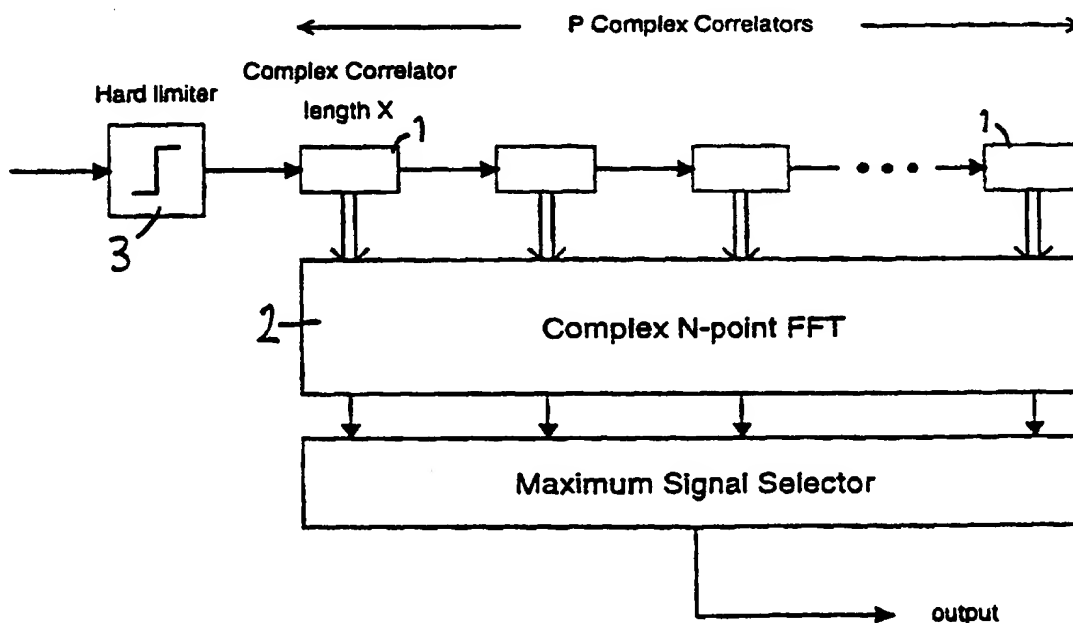 P Complex Correlators
Complex Correlator
length X
Hard limiter
1
1
3
2
Complex N-point FFT
Maximum Signal Selector
output